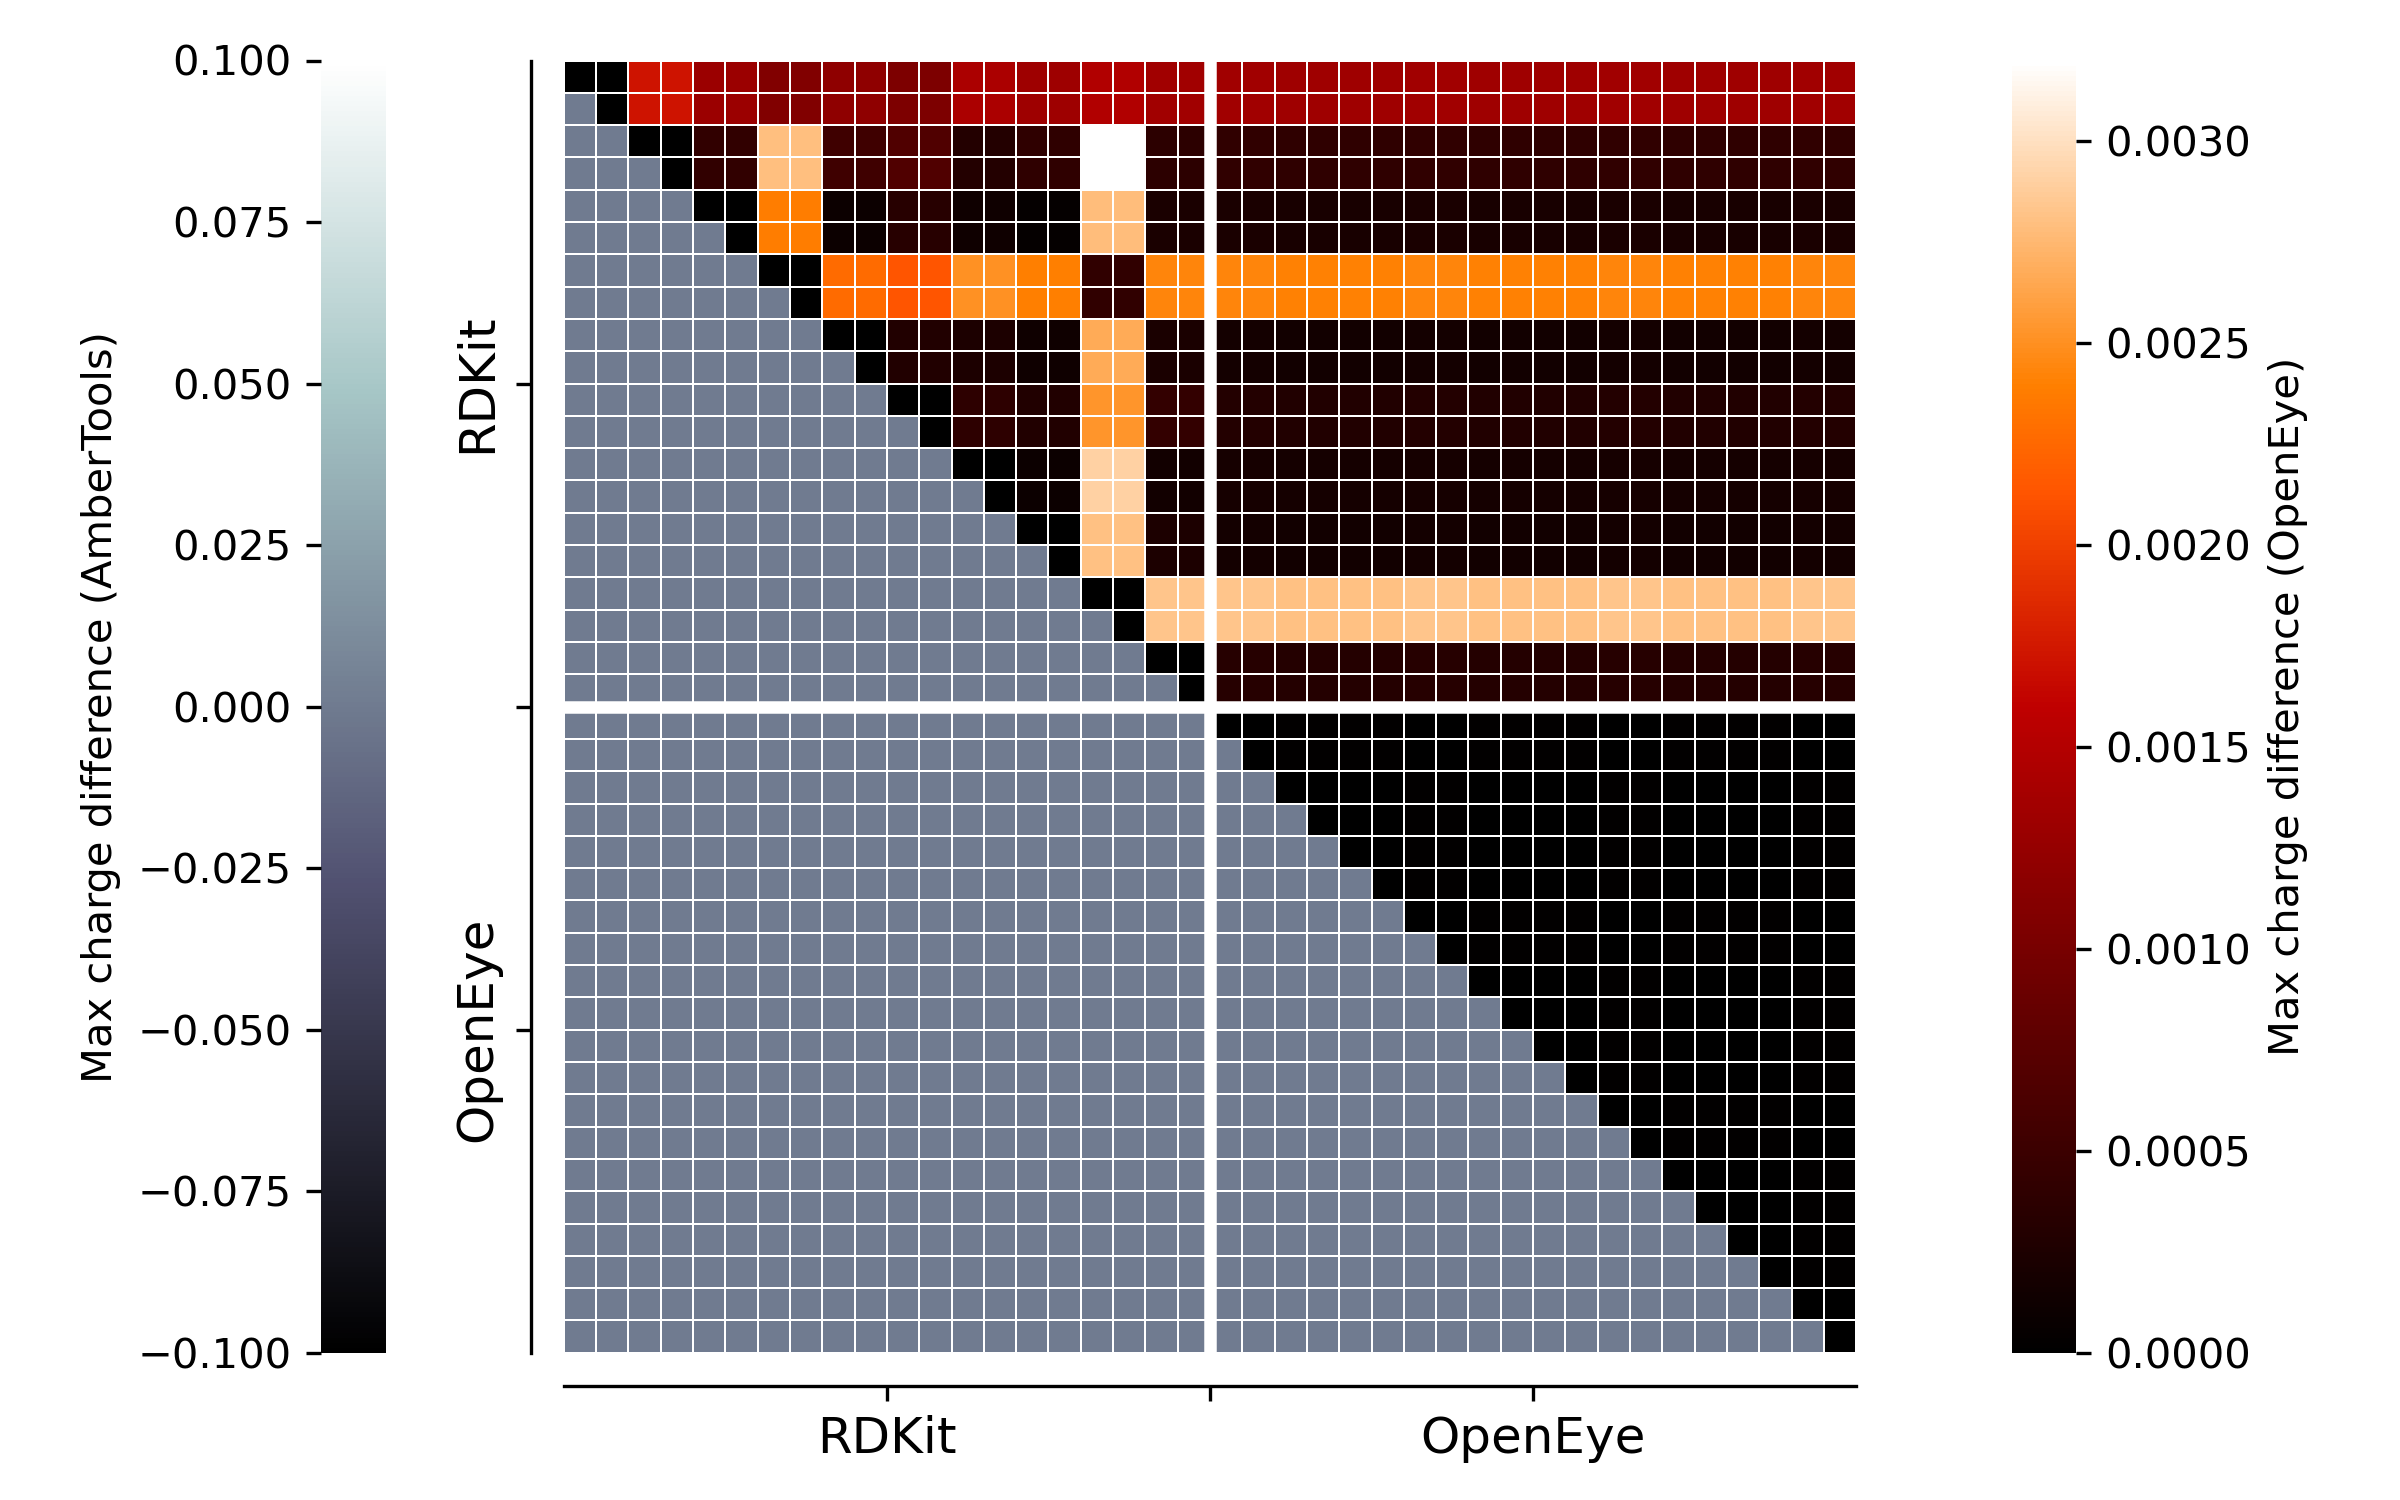 Max charge difference (AmberTools)
0.100
0.075
0.050
0.025
0.000
−0.025
−0.050
−0.075
−0.100
RDKit
OpenEye
RDKit
OpenEye
0.0030
0.0025
0.0020
0.0015
0.0010
0.0005
0.0000
Max charge difference (OpenEye)